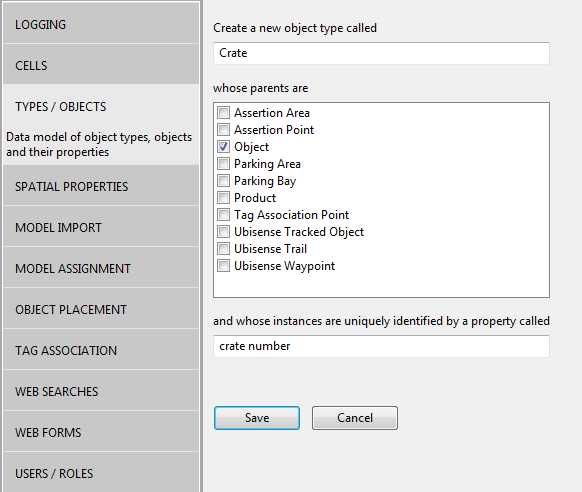 LOGGING
CELLS
TYPES / OBJECTS
Data model of object types, objects
and their properties
SPATIAL PROPERTIES
MODEL IMPORT
MODEL ASSIGNMENT
OBJECT PLACEMENT
TAG ASSOCIATION
WEB SEARCHES
WEB FORMS
USERS / ROLES
Create a new object type called
Crate
whose parents are
Assertion Area
Assertion Point
Object
Parking Area
Parking Bay
Product
Tag Association Point
Ubisense Tracked Object
Ubisense Trail
Ubisense Waypoint
and whose instances are uniquely identified by a property called
crate number
Save
Cancel